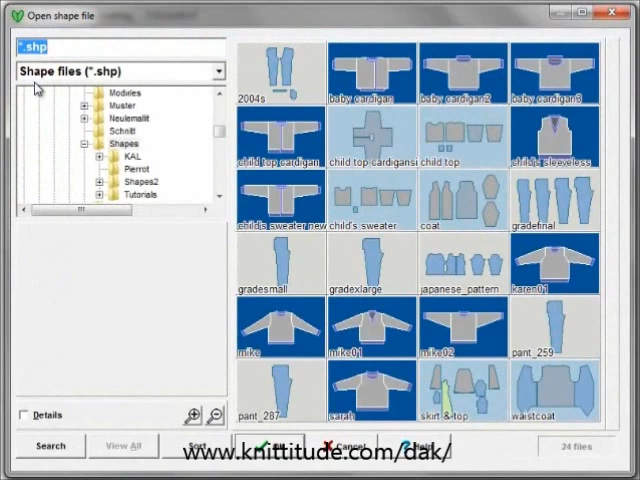 Open shape file
*.shp
Shape files (*.shp)
Modeles
Muster
Neulemallit
Schnitt
Shapes
KAL
Pierrot
Shapes2
Tutorials
2004s
baby cardigan
baby cardigan2
baby cardigan3
child top cardigan
child top cardigansi
child top
child's sleeveless
child's sweater new
child's sweater
coat
gradefinal
gradesmall
gradexlarge
japanese_pattern
karen01
mike
mike01
mike02
pant_259
pant_287
sarah
skirt & top
waistcoat
Details
Search
View All
Sort
Cancel
Help
24 files
www.knittitude.com/dak/